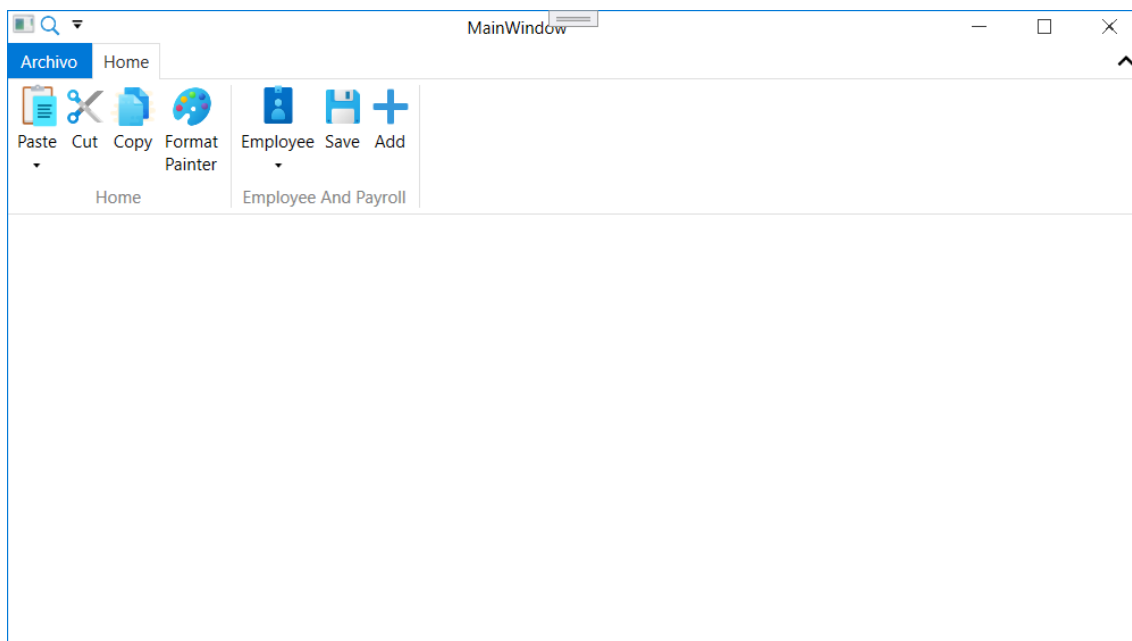 MainWindow
Archivo Home
Paste Cut Copy Format Painter Employee Save Add
Home Employee And Payroll